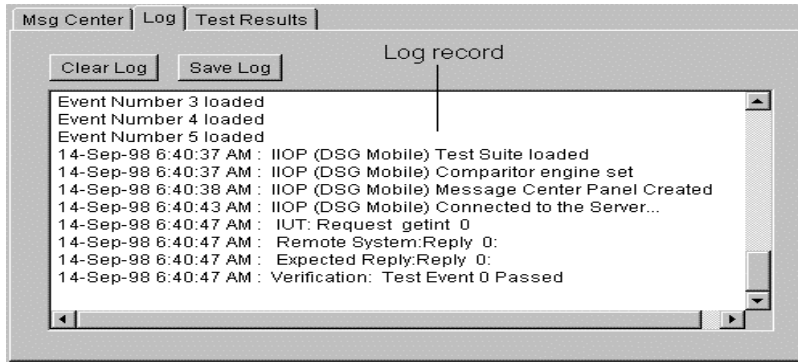 Msg Center Log Test Results
Log record
Clear Log Save Log
Event Number 3 loaded
Event Number 4 loaded
Event Number 5 loaded
14-Sep-98 6:40:37 AM : IIOP (DSG Mobile) Test Suite loaded
14-Sep-98 6:40:37 AM : IIOP (DSG Mobile) Comparitor engine set
14-Sep-98 6:40:38 AM : IIOP (DSG Mobile) Message Center Panel Created
14-Sep-98 6:40:43 AM : IIOP (DSG Mobile) Connected to the Server...
14-Sep-98 6:40:47 AM : IUT: Request getint 0
14-Sep-98 6:40:47 AM : Remote System:Reply 0:
14-Sep-98 6:40:47 AM : Expected Reply:Reply 0:
14-Sep-98 6:40:47 AM : Verification: Test Event 0 Passed